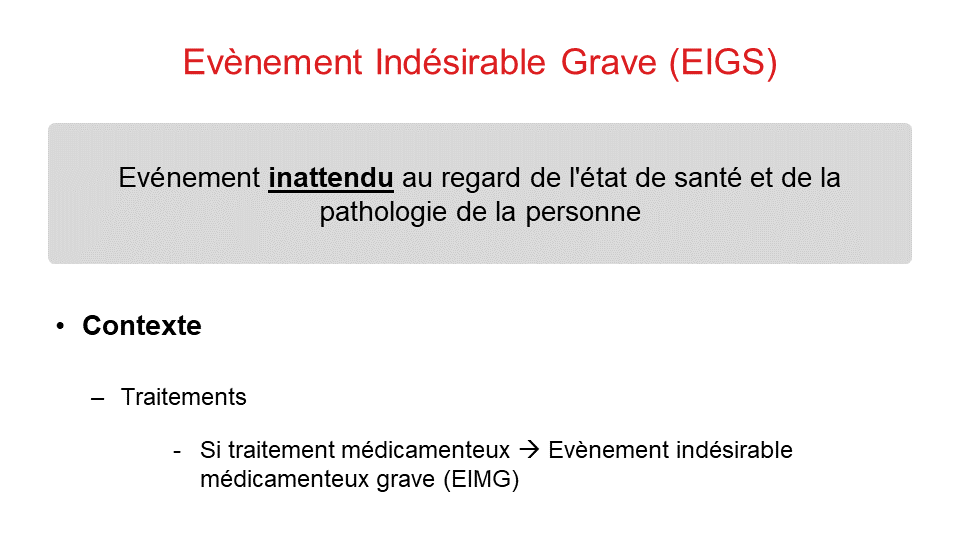 Evènement Indésirable Grave (EIGS)
Evénement inattendu au regard de l'état de santé et de la
pathologie de la personne
• Contexte
– Traitements
- Si traitement médicamenteux → Evènement indésirable
médicamenteux grave (EIMG)